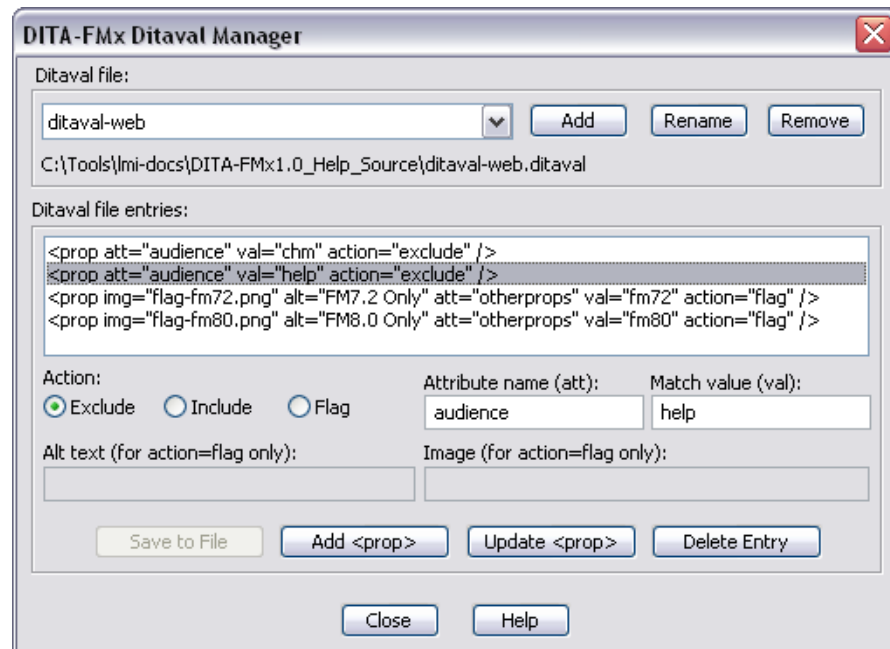 DITA-FMx Ditaval Manager
Ditaval file:
ditaval-web Add Rename Remove
C:\Tools\lmi-docs\DITA-FMx1.0_Help_Source\ditaval-web.ditaval
Ditaval file entries:
<prop att="audience" val="chm" action="exclude" />
<prop att="audience" val="help" action="exclude" />
<prop img="flag-fm72.png" alt="FM7.2 Only" att="otherprops" val="fm72" action="flag" />
<prop img="flag-fm80.png" alt="FM8.0 Only" att="otherprops" val="fm80" action="flag" />
Action: Attribute name (att): Match value (val):
Exclude Include Flag audience help
Alt text (for action=flag only): Image (for action=flag only):
Save to File Add <prop> Update <prop> Delete Entry
Close Help